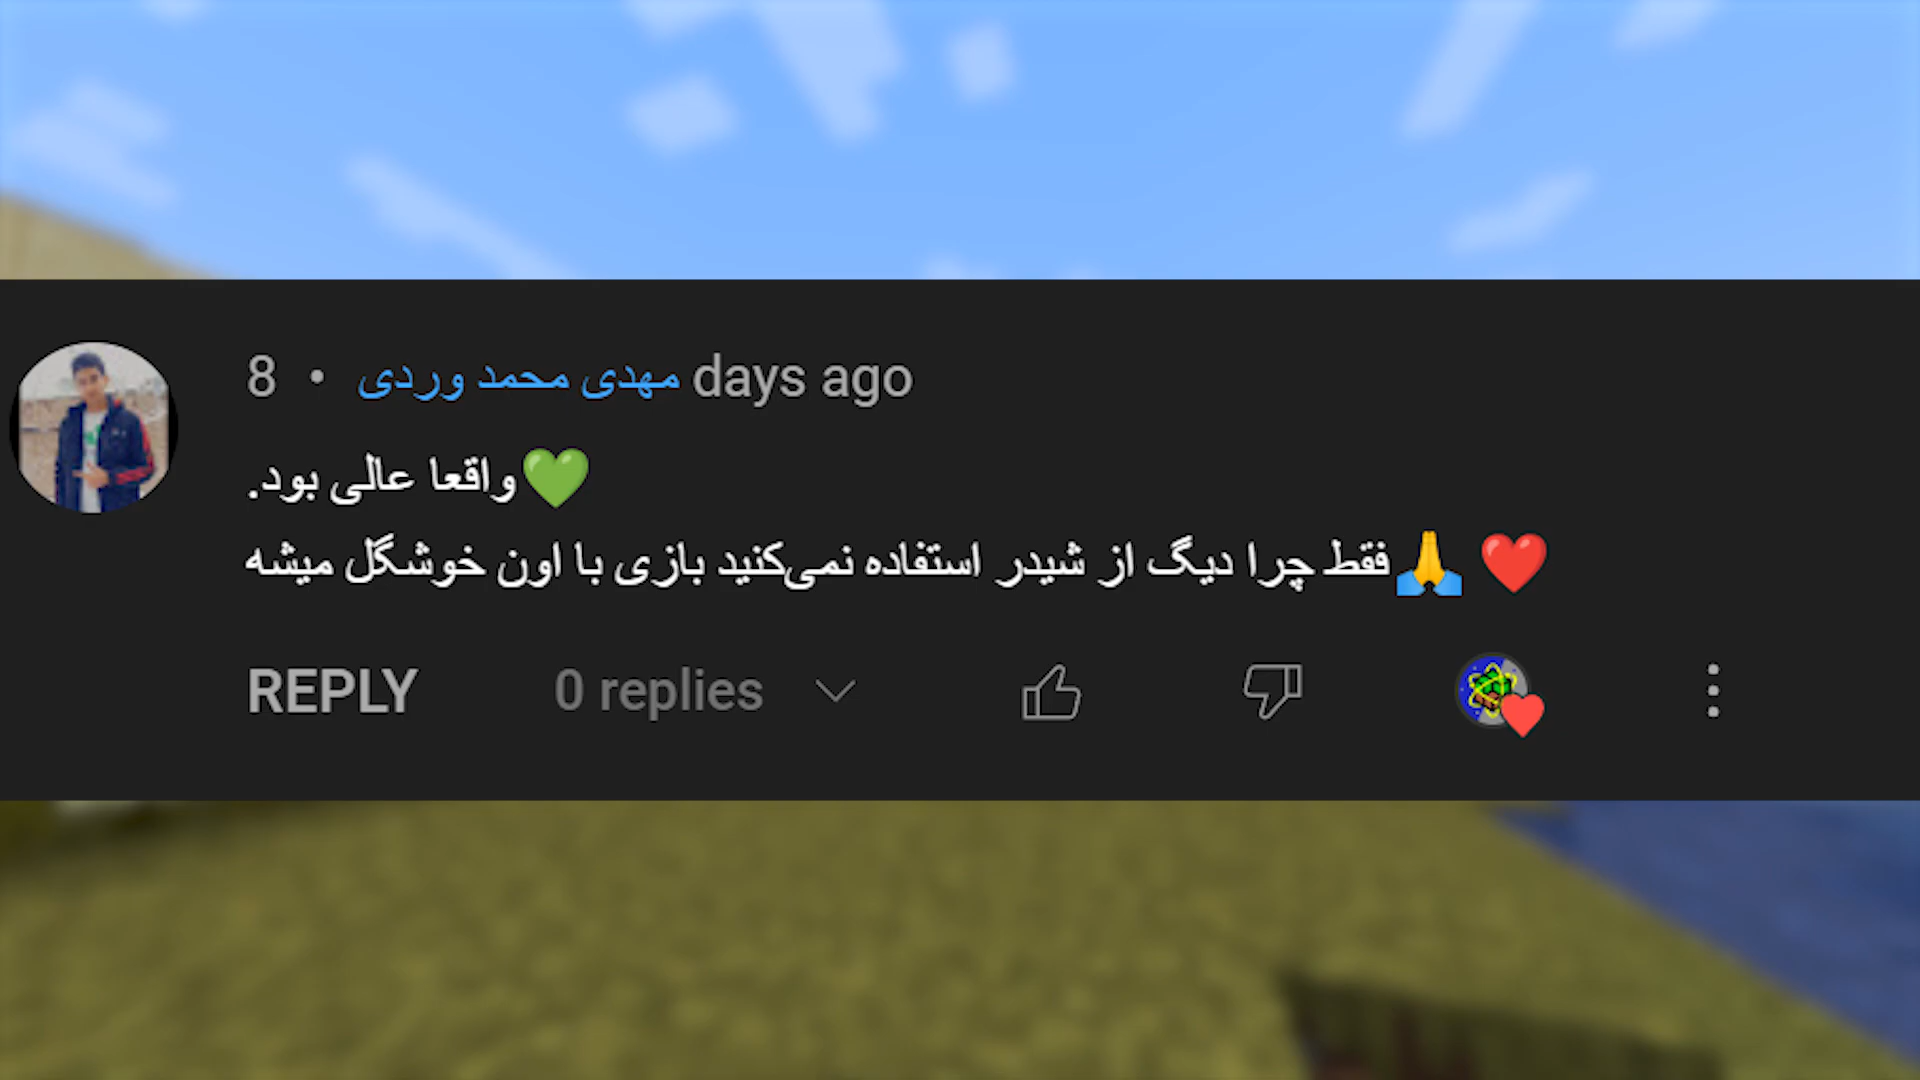 مهدی محمد وردی • 8 days ago
واقعا عالی بود.💚
فقط چرا دیگ از شیدر استفاده نمی‌کنید بازی با اون خوشگل میشه🙏 ❤️
REPLY 0 replies